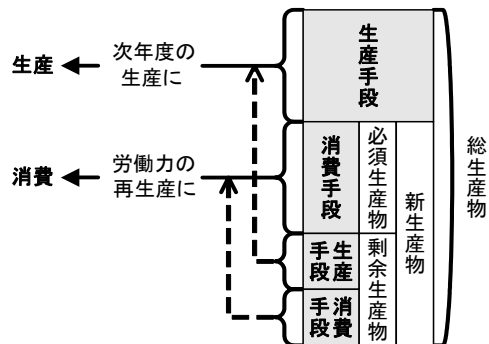 生産
次年度の
生産に
消費
労働力の
再生産に
生産手段
消費手段
必須生産物
生産
手段
消費
手段
剰余生産物
新生産物
総生産物